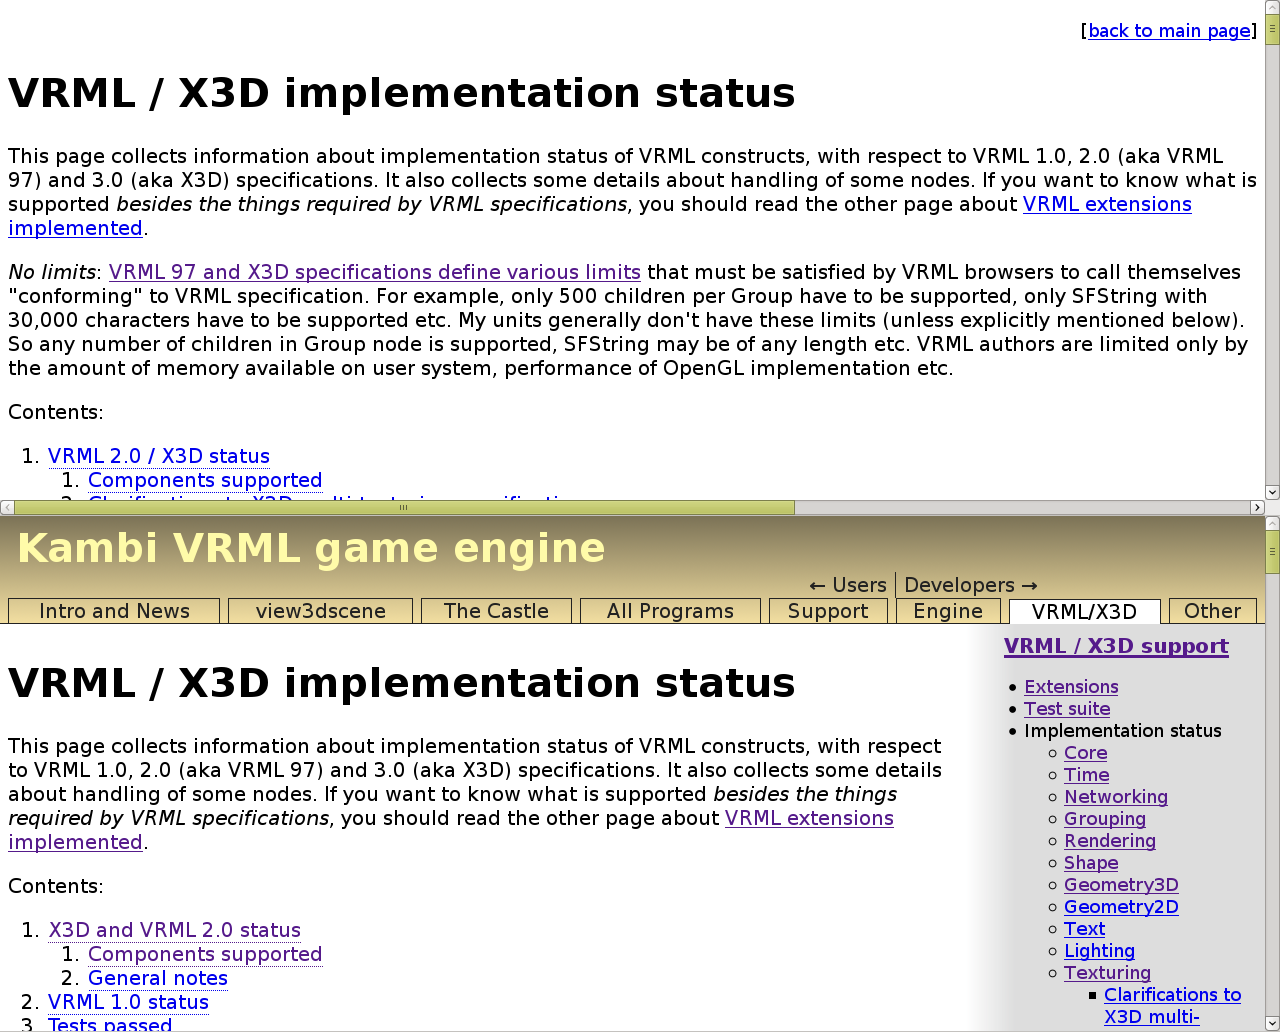 [back to main page]
VRML / X3D implementation status
This page collects information about implementation status of VRML constructs, with respect to VRML 1.0, 2.0 (aka VRML
97) and 3.0 (aka X3D) specifications. It also collects some details about handling of some nodes. If you want to know what is
supported besides the things required by VRML specifications, you should read the other page about VRML extensions
implemented.
No limits: VRML 97 and X3D specifications define various limits that must be satisfied by VRML browsers to call themselves
"conforming" to VRML specification. For example, only 500 children per Group have to be supported, only SFString with
30,000 characters have to be supported etc. My units generally don't have these limits (unless explicitly mentioned below).
So any number of children in Group node is supported, SFString may be of any length etc. VRML authors are limited only by
the amount of memory available on user system, performance of OpenGL implementation etc.
Contents:
1. VRML 2.0 / X3D status
1. Components supported
2. Clarifications to X3D multi-texturing specification
Kambi VRML game engine
← Users Developers →
Intro and News view3dscene The Castle All Programs Support Engine VRML/X3D Other
VRML / X3D implementation status
This page collects information about implementation status of VRML constructs, with respect
to VRML 1.0, 2.0 (aka VRML 97) and 3.0 (aka X3D) specifications. It also collects some details
about handling of some nodes. If you want to know what is supported besides the things
required by VRML specifications, you should read the other page about VRML extensions
implemented.
Contents:
1. X3D and VRML 2.0 status
1. Components supported
2. General notes
2. VRML 1.0 status
3. Tests passed
VRML / X3D support
• Extensions
• Test suite
• Implementation status
◦ Core
◦ Time
◦ Networking
◦ Grouping
◦ Rendering
◦ Shape
◦ Geometry3D
◦ Geometry2D
◦ Text
◦ Lighting
◦ Texturing
▪ Clarifications to
X3D multi-